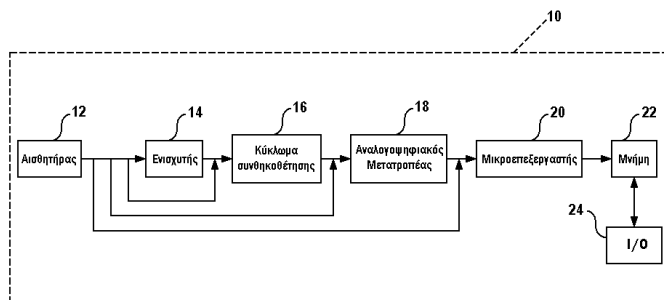 10
12
14
16
18
20
22
Αισθητήρας
Ενισχυτής
Κύκλωμα
συνθηκοθέτησης
Αναλογοψηφιακός
Μετατροπέας
Μικροεπεξεργαστής
Μνήμη
24
I/O